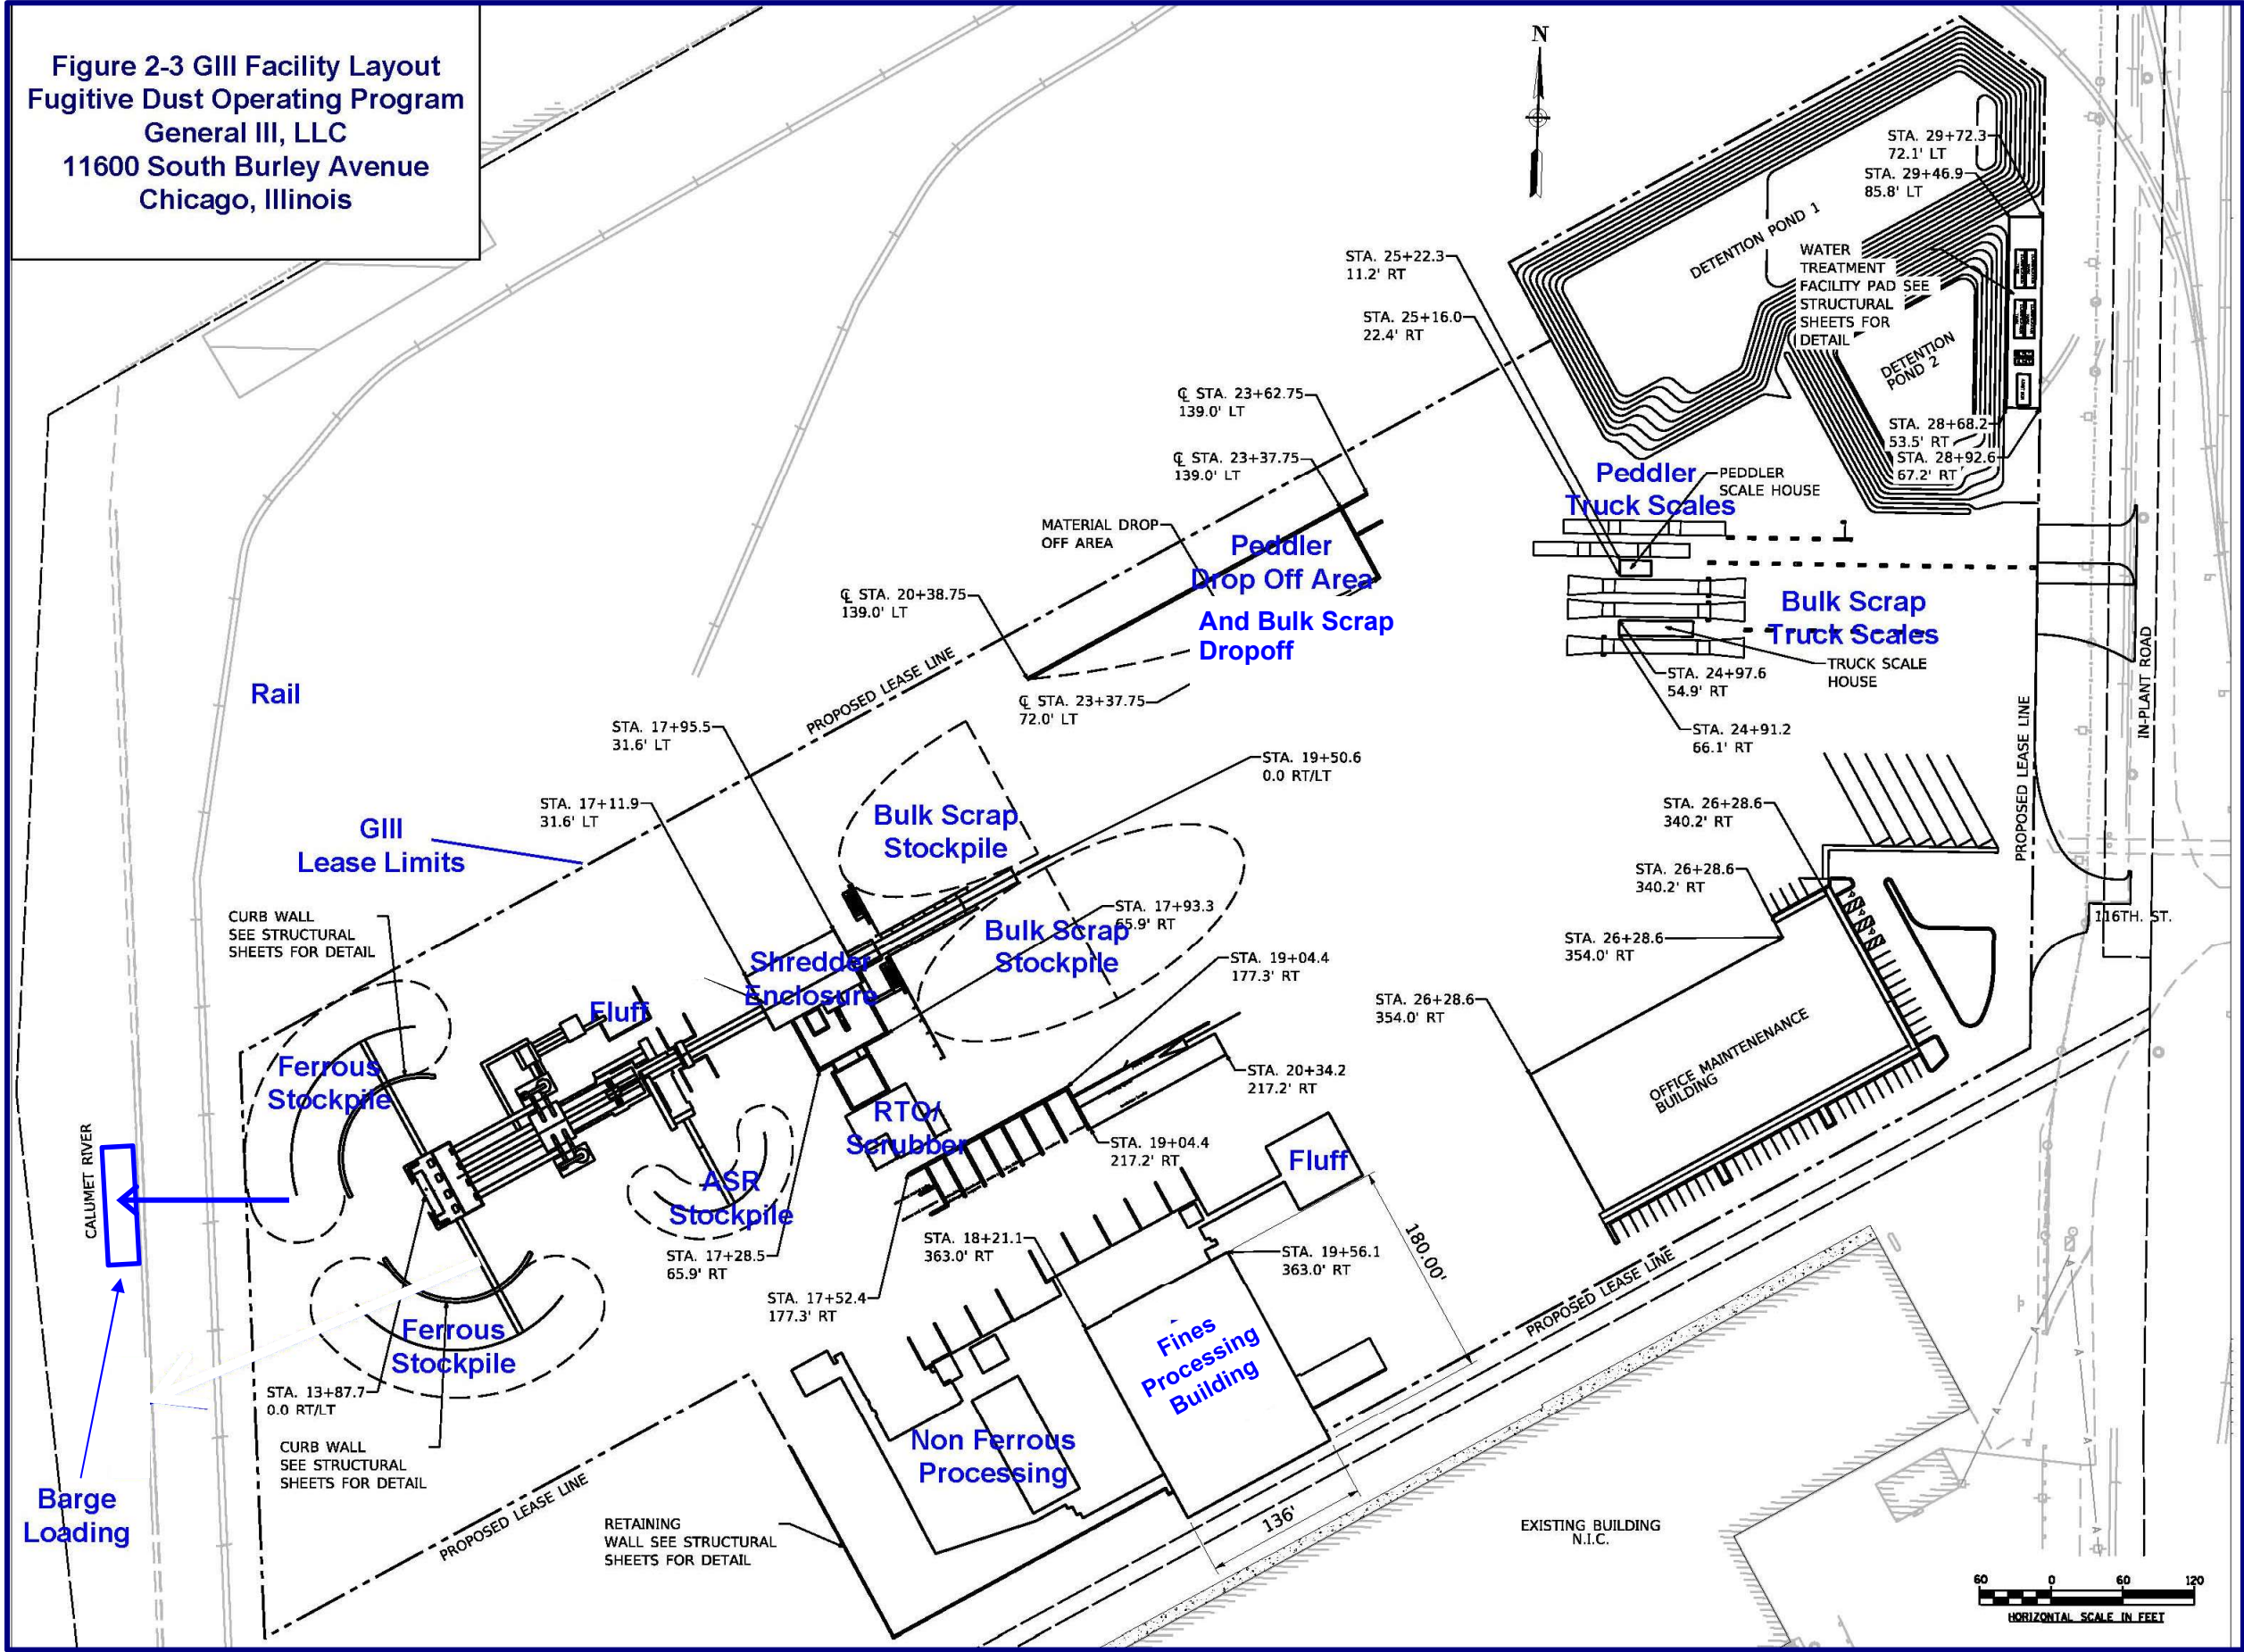 Figure 2-3 GIII Facility Layout
Fugitive Dust Operating Program
General III, LLC
11600 South Burley Avenue
Chicago, Illinois
N
STA. 29+72.3
72.1' LT
STA. 29+46.9
85.8' LT
DETENTION POND 1
WATER
TREATMENT
FACILITY PAD SEE
STRUCTURAL
SHEETS FOR
DETAIL
DETENTION
POND 2
STA. 25+22.3
11.2' RT
STA. 25+16.0
22.4' RT
℄ STA. 23+62.75
139.0' LT
℄ STA. 23+37.75
139.0' LT
STA. 28+68.2
53.5' RT
STA. 28+92.6
67.2' RT
Peddler
Truck Scales
PEDDLER
SCALE HOUSE
MATERIAL DROP
OFF AREA
Peddler
Drop Off Area
And Bulk Scrap
Dropoff
℄ STA. 20+38.75
139.0' LT
Bulk Scrap
Truck Scales
TRUCK SCALE
HOUSE
STA. 24+97.6
54.9' RT
STA. 24+91.2
66.1' RT
IN-PLANT ROAD
PROPOSED LEASE LINE
PROPOSED LEASE LINE
℄ STA. 23+37.75
72.0' LT
Rail
STA. 17+95.5
31.6' LT
STA. 19+50.6
0.0 RT/LT
STA. 17+11.9
31.6' LT
GIII
Lease Limits
Bulk Scrap
Stockpile
STA. 26+28.6
340.2' RT
STA. 26+28.6
340.2' RT
STA. 26+28.6
354.0' RT
STA. 26+28.6
354.0' RT
116TH. ST.
CURB WALL
SEE STRUCTURAL
SHEETS FOR DETAIL
STA. 17+93.3
65.9' RT
Bulk Scrap
Stockpile
Shredder
Enclosure
STA. 19+04.4
177.3' RT
Fluff
Ferrous
Stockpile
OFFICE MAINTENENANCE
BUILDING
STA. 20+34.2
217.2' RT
RTO/
Scrubber
STA. 19+04.4
217.2' RT
Fluff
CALUMET RIVER
ASR
Stockpile
STA. 17+28.5
65.9' RT
STA. 18+21.1
363.0' RT
STA. 19+56.1
363.0' RT
180.00'
STA. 17+52.4
177.3' RT
Ferrous
Stockpile
Fines
Processing
Building
PROPOSED LEASE LINE
STA. 13+87.7
0.0 RT/LT
CURB WALL
SEE STRUCTURAL
SHEETS FOR DETAIL
Non Ferrous
Processing
Barge
Loading
PROPOSED LEASE LINE
RETAINING
WALL SEE STRUCTURAL
SHEETS FOR DETAIL
136'
EXISTING BUILDING
N.I.C.
60 0 60 120
HORIZONTAL SCALE IN FEET